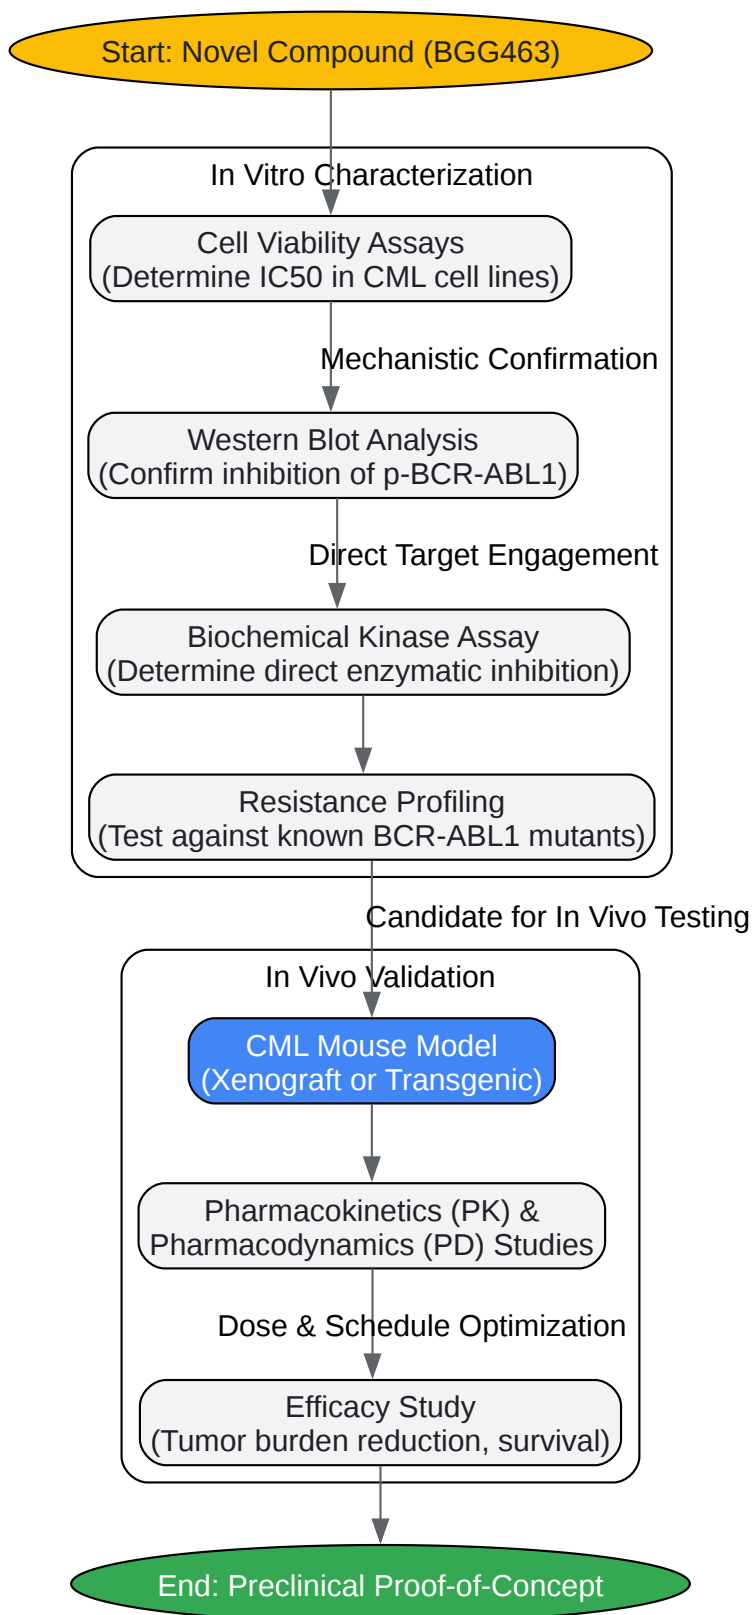 Start: Novel Compound (BGG463)
In Vitro Characterization
Cell Viability Assays
(Determine IC50 in CML cell lines)
Mechanistic Confirmation
Western Blot Analysis
(Confirm inhibition of p-BCR-ABL1)
Direct Target Engagement
Biochemical Kinase Assay
(Determine direct enzymatic inhibition)
Resistance Profiling
(Test against known BCR-ABL1 mutants)
Candidate for In Vivo Testing
In Vivo Validation
CML Mouse Model
(Xenograft or Transgenic)
Pharmacokinetics (PK) &
Pharmacodynamics (PD) Studies
Dose & Schedule Optimization
Efficacy Study
(Tumor burden reduction, survival)
End: Preclinical Proof-of-Concept